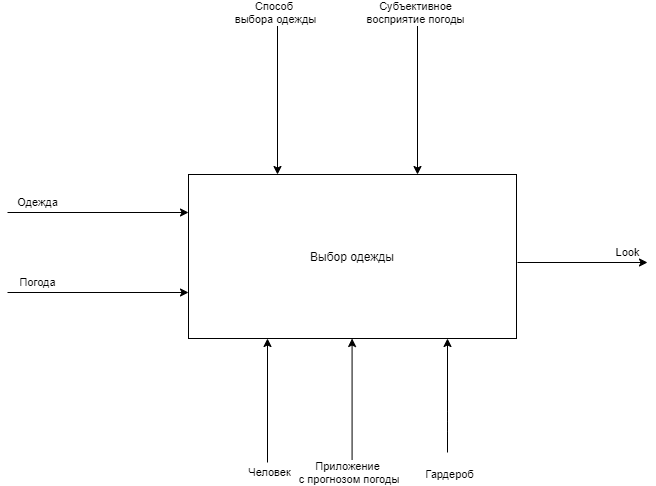 Способ
выбора одежды
Субъективное
восприятие погоды
Одежда
Погода
Выбор одежды
Look
Человек
Приложение
с прогнозом погоды
Гардероб